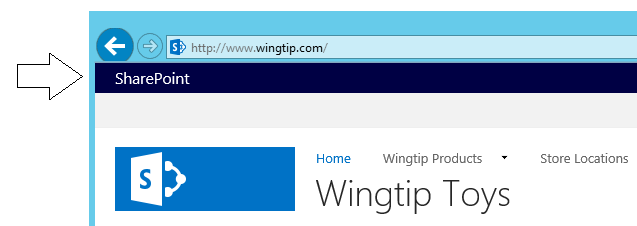 http://www.wingtip.com/
SharePoint
S
Home Wingtip Products Store Locations
Wingtip Toys